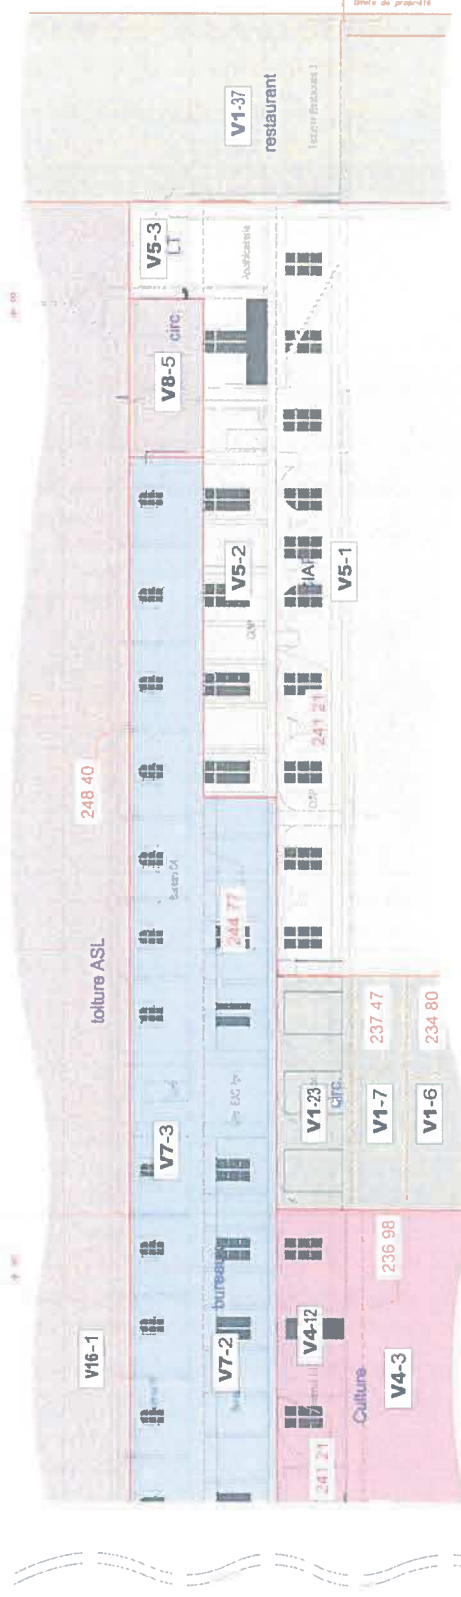 limite de propriété
V1-37
restaurant
V5-3
LT
V8-5
circ.
V5-2
CIAP
V5-1
241 21
248 40
toiture ASL
244 77
V7-3
V1-23
circ.
237 47
V1-7
234 80
V1-6
236 98
V16-1
bureaux
V7-2
V4-12
Culture
V4-3
241 21